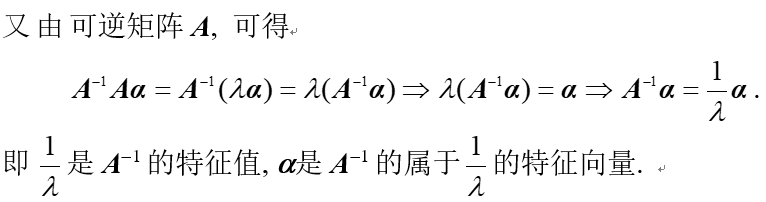 又由可逆矩阵 A, 可得
A⁻¹Aα = A⁻¹(λα) = λ(A⁻¹α) ⇒ λ(A⁻¹α) = α ⇒ A⁻¹α = 1/λ α .
即 1/λ 是 A⁻¹ 的特征值, α是 A⁻¹ 的属于 1/λ 的特征向量.